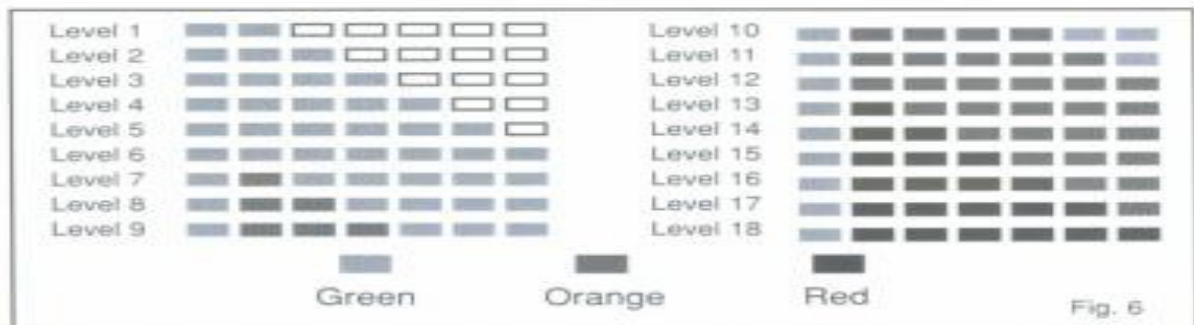 Level 1
Level 2
Level 3
Level 4
Level 5
Level 6
Level 7
Level 8
Level 9
Level 10
Level 11
Level 12
Level 13
Level 14
Level 15
Level 16
Level 17
Level 18
Green Orange Red
Fig. 6